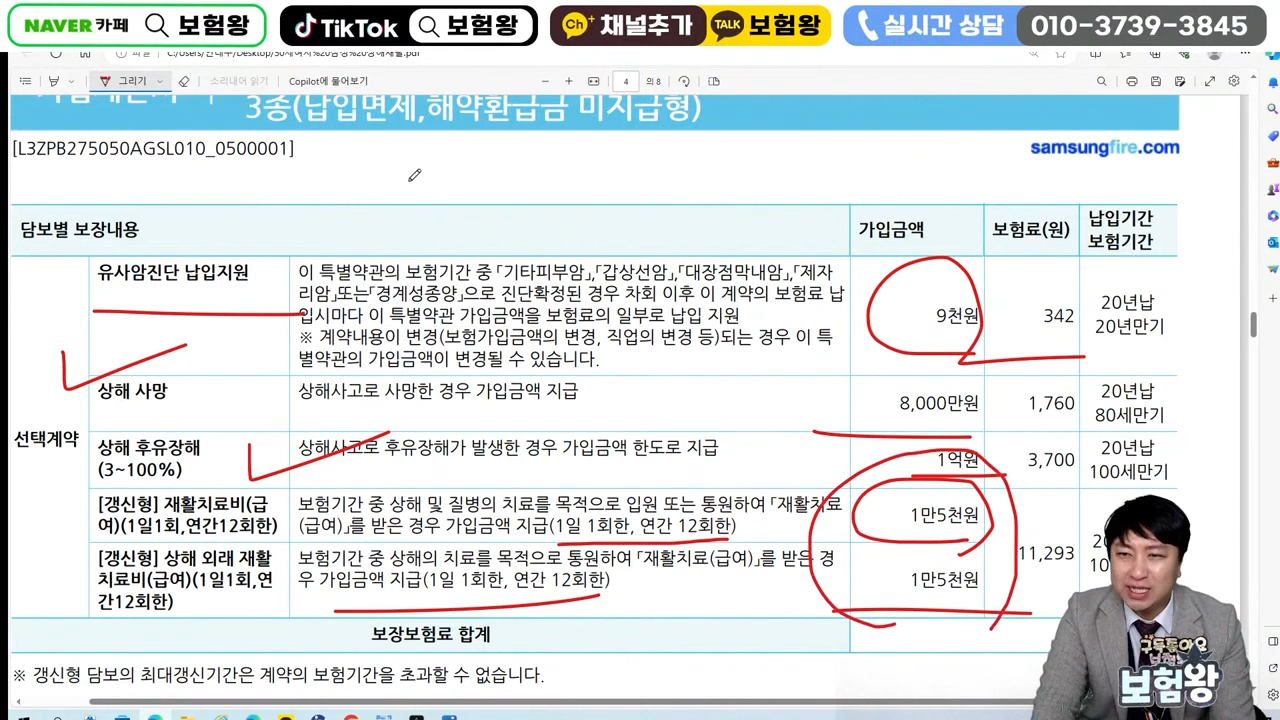 NAVER 카페 보험왕
TikTok 보험왕
Ch+ 채널추가 TALK 보험왕
실시간 상담 010-3739-3845
그리기 소리내어 읽기 Copilot에 물어보기 4 의 8
3종(납입면제,해약환급금 미지급형)
[L3ZPB275050AGSL010_0500001]
samsungfire.com
담보별 보장내용 가입금액 보험료(원) 납입기간
보험기간
선택계약
유사암진단 납입지원
이 특별약관의 보험기간 중 「기타피부암」,「갑상선암」,「대장점막내암」,「제자
리암」또는「경계성종양」으로 진단확정된 경우 차회 이후 이 계약의 보험료 납
입시마다 이 특별약관 가입금액을 보험료의 일부로 납입 지원
※ 계약내용이 변경(보험가입금액의 변경, 직업의 변경 등)되는 경우 이 특
별약관의 가입금액이 변경될 수 있습니다.
9천원 342 20년납
20년만기
상해 사망 상해사고로 사망한 경우 가입금액 지급 8,000만원 1,760 20년납
80세만기
상해 후유장해
(3~100%)
상해사고로 후유장해가 발생한 경우 가입금액 한도로 지급 1억원 3,700 20년납
100세만기
[갱신형] 재활치료비(급
여)(1일1회,연간12회한)
보험기간 중 상해 및 질병의 치료를 목적으로 입원 또는 통원하여 「재활치료
(급여)」를 받은 경우 가입금액 지급(1일 1회한, 연간 12회한)
1만5천원
[갱신형] 상해 외래 재활
치료비(급여)(1일1회,연
간12회한)
보험기간 중 상해의 치료를 목적으로 통원하여 「재활치료(급여)」를 받은 경
우 가입금액 지급(1일 1회한, 연간 12회한)
1만5천원
11,293
보장보험료 합계
※ 갱신형 담보의 최대갱신기간은 계약의 보험기간을 초과할 수 없습니다.
구독좋아요
보험왕